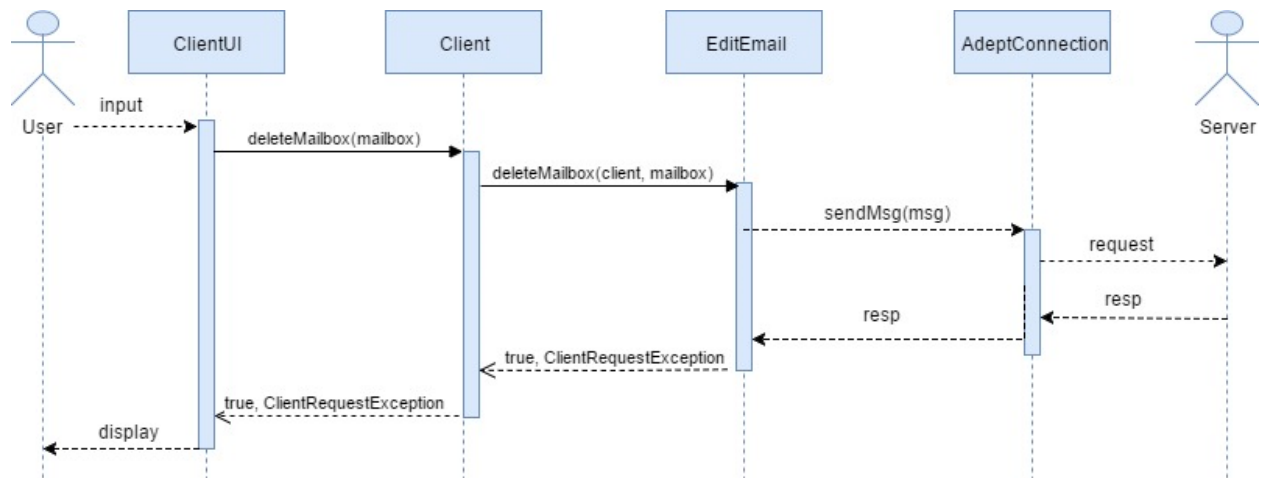 ClientUI
Client
EditEmail
AdeptConnection
input
User
Server
deleteMailbox(mailbox)
deleteMailbox(client, mailbox)
sendMsg(msg)
request
resp
resp
true, ClientRequestException
true, ClientRequestException
display